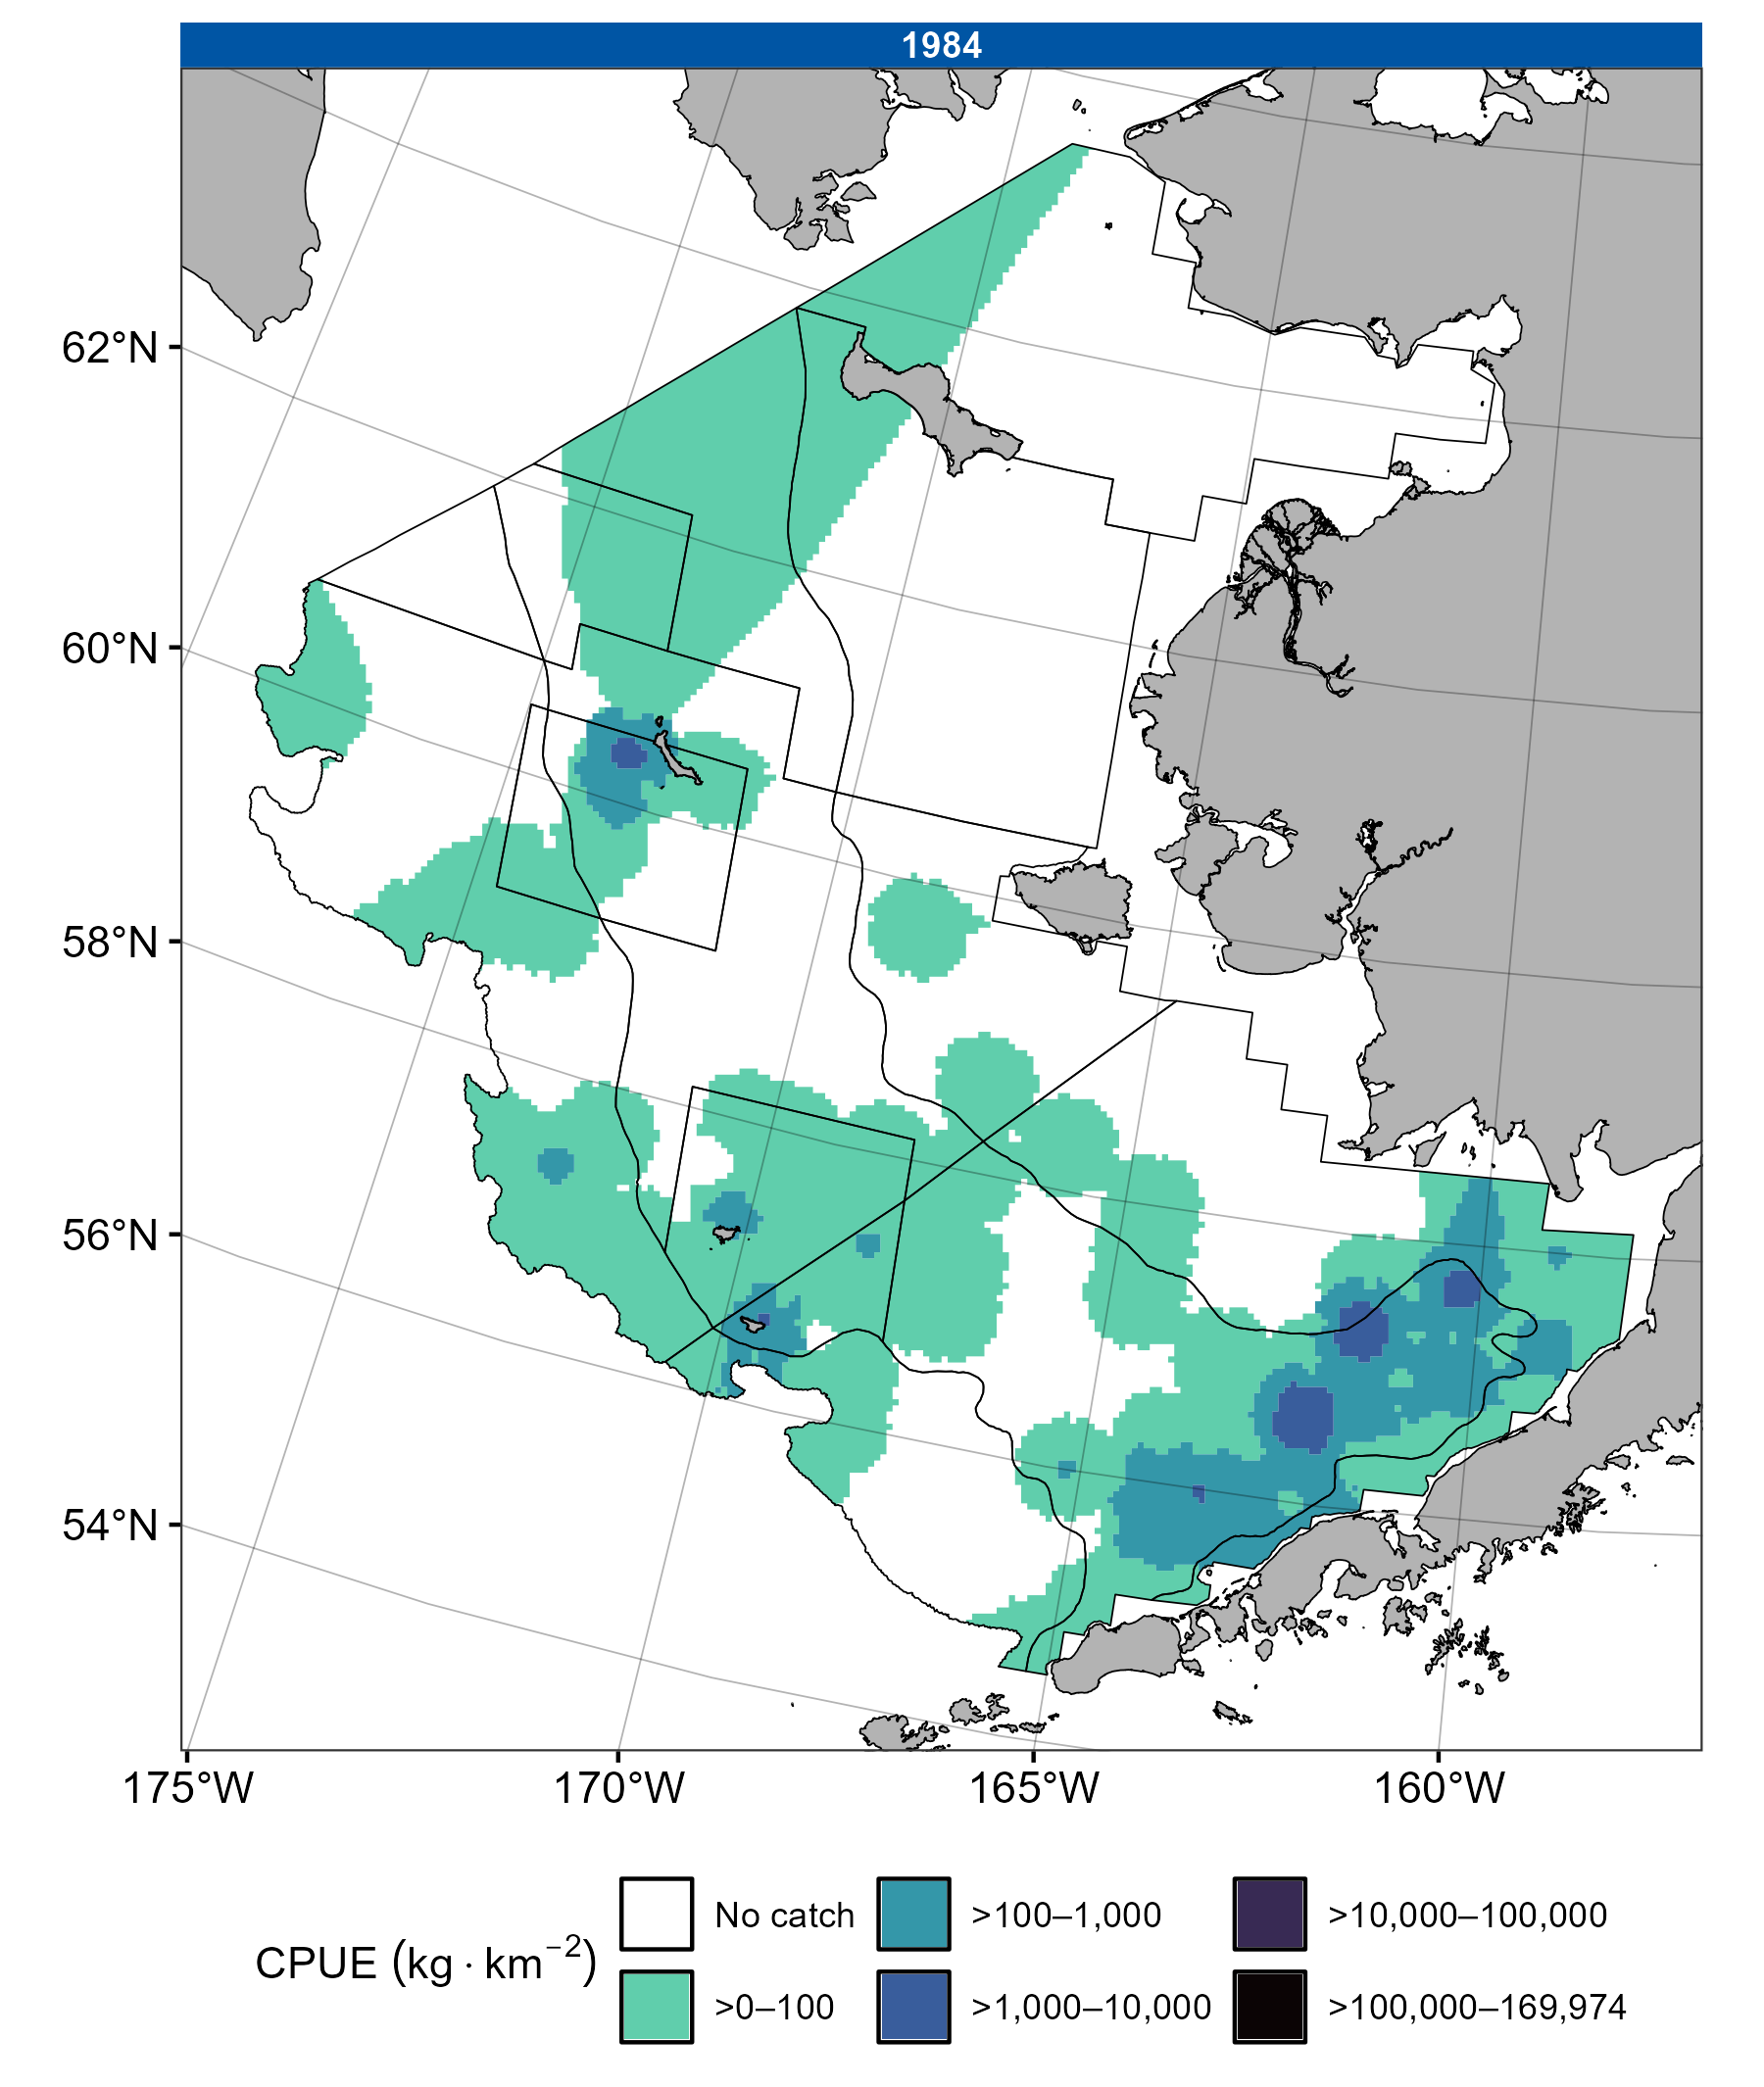 1984
62°N
60°N
58°N
56°N
54°N
175°W 170°W 165°W 160°W
CPUE (kg · km⁻²)
No catch >100–1,000 >10,000–100,000
>0–100 >1,000–10,000 >100,000–169,974